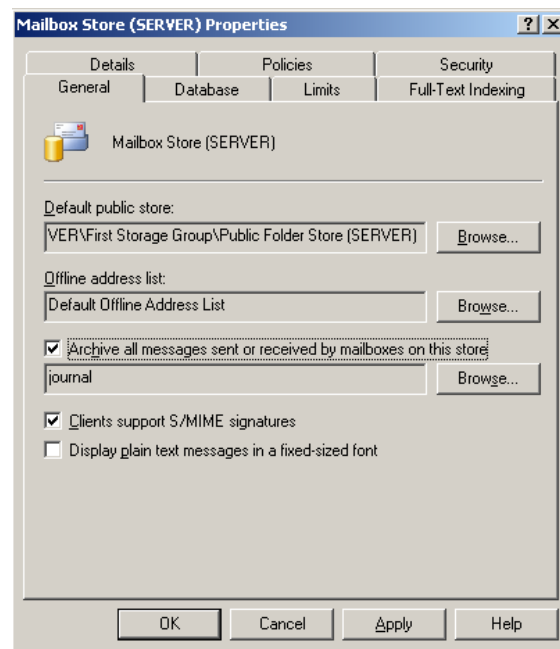 Mailbox Store (SERVER) Properties
? X
Details Policies Security
General Database Limits Full-Text Indexing
Mailbox Store (SERVER)
Default public store:
VER\First Storage Group\Public Folder Store (SERVER) Browse...
Offline address list:
Default Offline Address List Browse...
Archive all messages sent or received by mailboxes on this store
journal Browse...
Clients support S/MIME signatures
Display plain text messages in a fixed-sized font
OK Cancel Apply Help